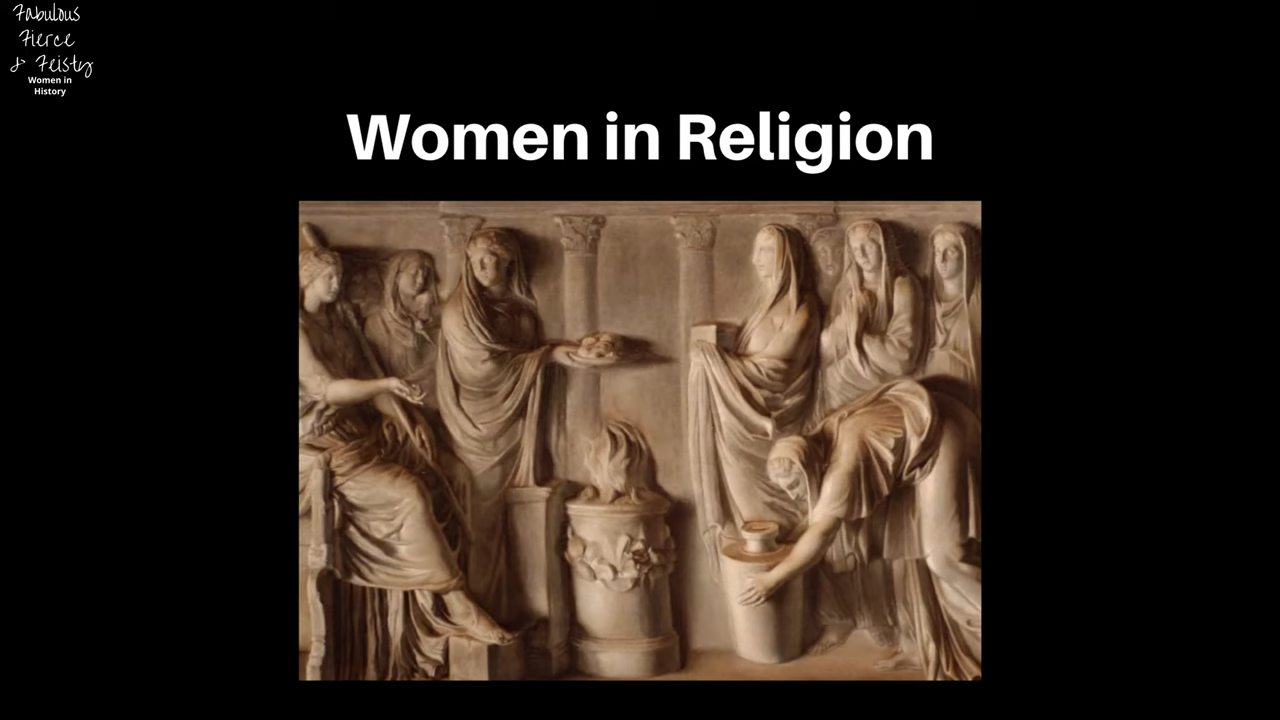 Fabulous
Fierce
& Feisty
Women in
History
Women in Religion